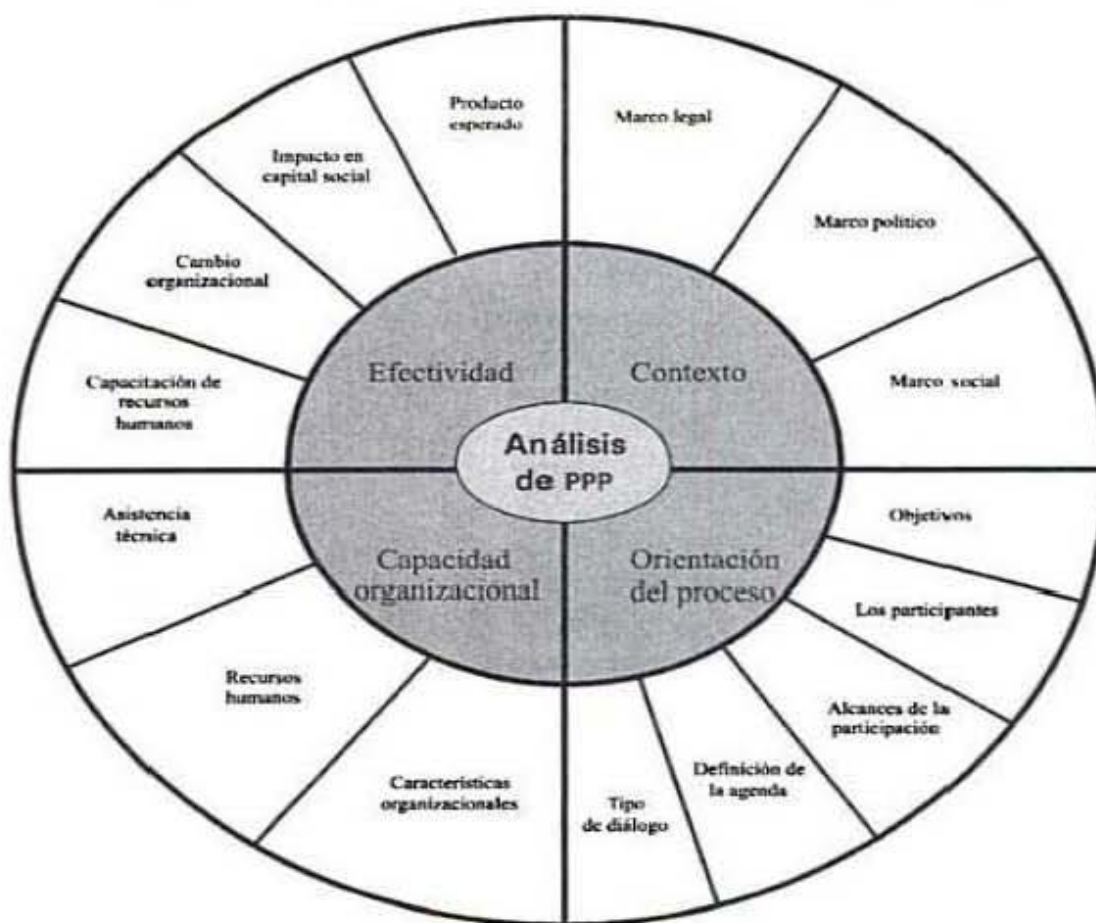 Producto
esperado
Marco legal
Impacto en
capital social
Marco político
Cambio
organizacional
Efectividad
Contexto
Capacitación de
recursos
humanos
Marco social
Análisis
de PPP
Asistencia
técnica
Objetivos
Capacidad
organizacional
Orientación
del proceso
Los participantes
Recursos
humanos
Alcances de la
participación
Características
organizacionales
Definición de
la agenda
Tipo
de diálogo